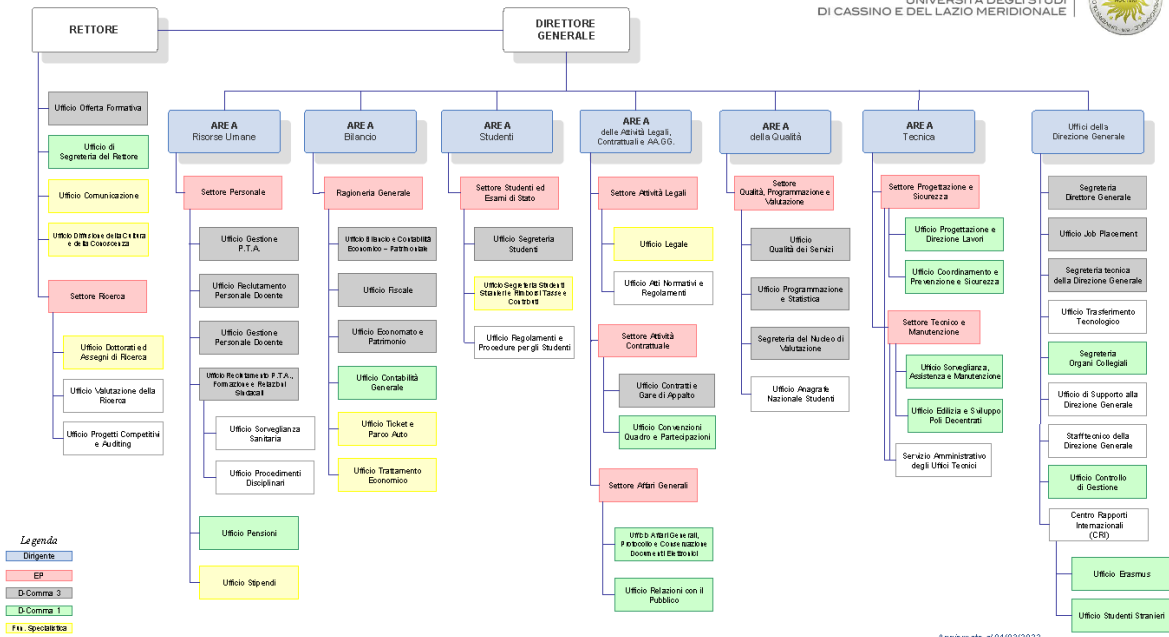 UNIVERSITÀ DEGLI STUDI
DI CASSINO E DEL LAZIO MERIDIONALE
RETTORE
DIRETTORE
GENERALE
Ufficio Offerta Formativa
Ufficio di
Segreteria del Rettore
Ufficio Comunicazione
Ufficio Diffusione della Cultura
e della Conoscenza
Settore Ricerca
Ufficio Dottorati ed
Assegni di Ricerca
Ufficio Valutazione della
Ricerca
Ufficio Progetti Competitivi
e Auditing
AREA
Risorse Umane
Settore Personale
Ufficio Gestione
P.T.A.
Ufficio Reclutamento
Personale Docente
Ufficio Gestione
Personale Docente
Ufficio Reclutamento P.T.A.,
Formazione e Relazioni
Sindacali
Ufficio Sorveglianza
Sanitaria
Ufficio Procedimenti
Disciplinari
Ufficio Pensioni
Ufficio Stipendi
AREA
Bilancio
Ragioneria Generale
Ufficio Bilancio e Contabilità
Economico – Patrimoniale
Ufficio Fiscale
Ufficio Economato e
Patrimonio
Ufficio Contabilità
Generale
Ufficio Ticket e
Parco Auto
Ufficio Trattamento
Economico
AREA
Studenti
Settore Studenti ed
Esami di Stato
Ufficio Segreteria
Studenti
Ufficio Segreteria Studenti
Stranieri e Rimborsi Tasse e
Contributi
Ufficio Regolamenti e
Procedure per gli Studenti
AREA
delle Attività Legali,
Contrattuali e AA.GG.
Settore Attività Legali
Ufficio Legale
Ufficio Atti Normativi e
Regolamenti
Settore Attività
Contrattuale
Ufficio Contratti e
Gare di Appalto
Ufficio Convenzioni
Quadro e Partecipazioni
Settore Affari Generali
Ufficio Affari Generali,
Protocollo e Conservazione
Documenti Elettronici
Ufficio Relazioni con il
Pubblico
AREA
della Qualità
Settore
Qualità, Programmazione e
Valutazione
Ufficio
Qualità dei Servizi
Ufficio Programmazione
e Statistica
Segreteria del Nucleo di
Valutazione
Ufficio Anagrafe
Nazionale Studenti
AREA
Tecnica
Settore Progettazione e
Sicurezza
Ufficio Progettazione e
Direzione Lavori
Ufficio Coordinamento e
Prevenzione e Sicurezza
Settore Tecnico e
Manutenzione
Ufficio Sorveglianza,
Assistenza e Manutenzione
Ufficio Edilizia e Sviluppo
Poli Decentrati
Servizio Amministrativo
degli Uffici Tecnici
Uffici della
Direzione Generale
Segreteria
Direttore Generale
Ufficio Job Placement
Segreteria tecnica
della Direzione Generale
Ufficio Trasferimento
Tecnologico
Segreteria
Organi Collegiali
Ufficio di Supporto alla
Direzione Generale
Staff tecnico della
Direzione Generale
Ufficio Controllo
di Gestione
Centro Rapporti
Internazionali
(CRI)
Ufficio Erasmus
Ufficio Studenti Stranieri
Legenda
Dirigente
EP
D-Comma 3
D-Comma 1
Fun. Specialistica